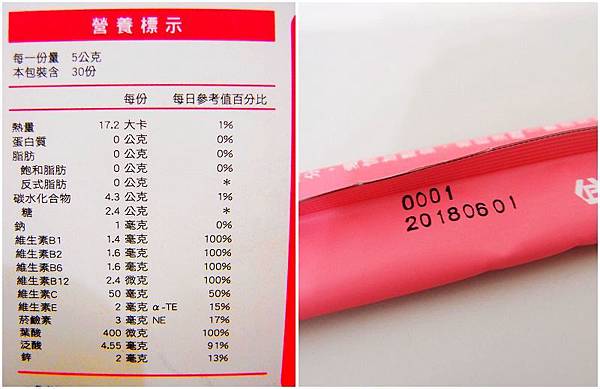 營養標示
每一份量 5公克
本包裝含 30份
每份 每日參考值百分比
熱量 17.2 大卡 1%
蛋白質 0 公克 0%
脂肪 0 公克 0%
飽和脂肪 0 公克 0%
反式脂肪 0 公克 *
碳水化合物 4.3 公克 1%
糖 2.4 公克 *
鈉 1 毫克 0%
維生素B1 1.4 毫克 100%
維生素B2 1.6 毫克 100%
維生素B6 1.6 毫克 100%
維生素B12 2.4 微克 100%
維生素C 50 毫克 50%
維生素E 2 毫克 α-TE 15%
菸鹼素 3 毫克 NE 17%
葉酸 400 微克 100%
泛酸 4.55 毫克 91%
鋅 2 毫克 13%
0001
20180601